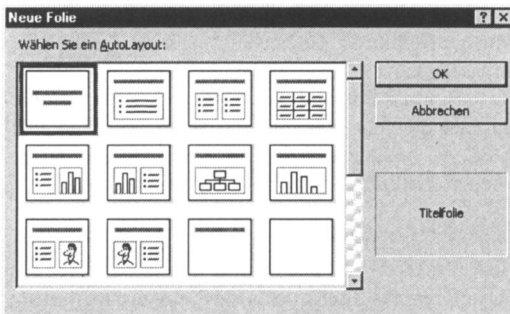 Neue Folie
Wählen Sie ein AutoLayout:
OK
Abbrechen
Titelfolie